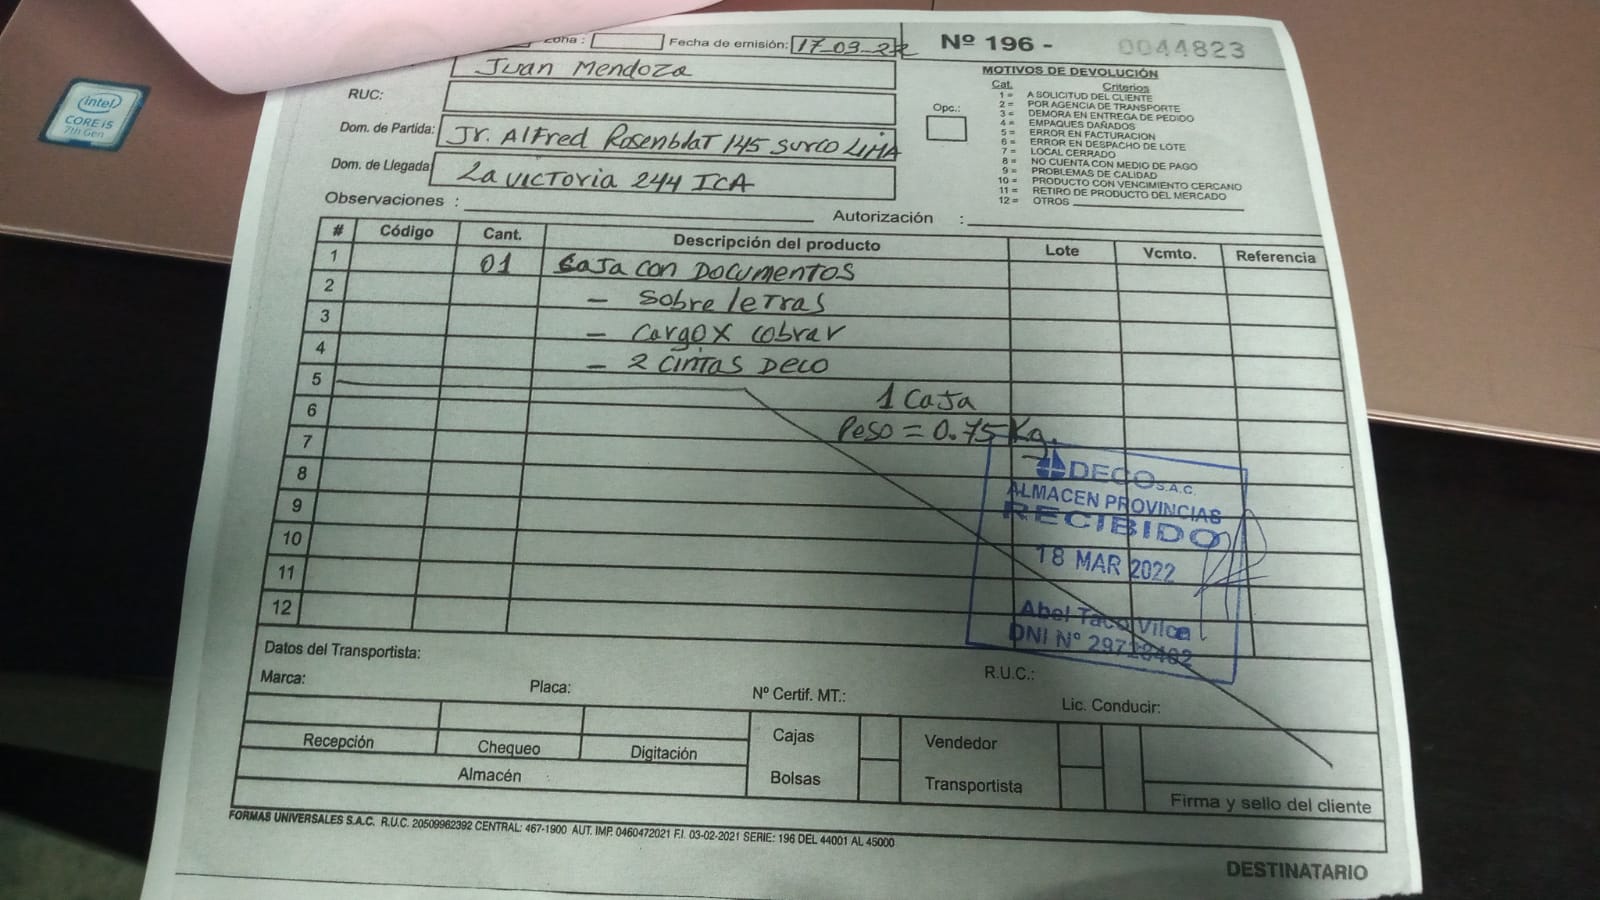 Zona : Fecha de emisión: 17-03-22 Nº 196 - 0044823
Juan Mendoza
RUC:
Dom. de Partida: Jr. Alfred Rosenblat 145 Surco LIMA
Dom. de Llegada: La VICTORIA 244 ICA
Observaciones : Autorización :
Opc.:
MOTIVOS DE DEVOLUCIÓN
Cat. Criterios
1 = A SOLICITUD DEL CLIENTE
2 = POR AGENCIA DE TRANSPORTE
3 = DEMORA EN ENTREGA DE PEDIDO
4 = EMPAQUES DAÑADOS
5 = ERROR EN FACTURACION
6 = ERROR EN DESPACHO DE LOTE
7 = LOCAL CERRADO
8 = NO CUENTA CON MEDIO DE PAGO
9 = PROBLEMAS DE CALIDAD
10 = PRODUCTO CON VENCIMIENTO CERCANO
11 = RETIRO DE PRODUCTO DEL MERCADO
12 = OTROS
# Código Cant. Descripción del producto Lote Vcmto. Referencia
1 01 Caja con Documentos
2 - Sobre letras
3 - Cargo x cobrar
4 - 2 Cintas Deco
5
6 1 Caja
7 Peso = 0.75 Kg.
8
9
10
11
12
DECO S.A.C.
ALMACEN PROVINCIAS
RECIBIDO
18 MAR 2022
Abel Taco Vilca
DNI Nº
Datos del Transportista: R.U.C.:
Marca: Placa: Nº Certif. MT.: Lic. Conducir:
Recepción Chequeo Digitación
Almacén
Cajas Vendedor
Bolsas Transportista
Firma y sello del cliente
FORMAS UNIVERSALES S.A.C. R.U.C. 20509962392 CENTRAL: 467-1900 AUT. IMP. 0460472021 F.I. 03-02-2021 SERIE: 196 DEL 44001 AL 45000
DESTINATARIO
intel
CORE i5
7th Gen